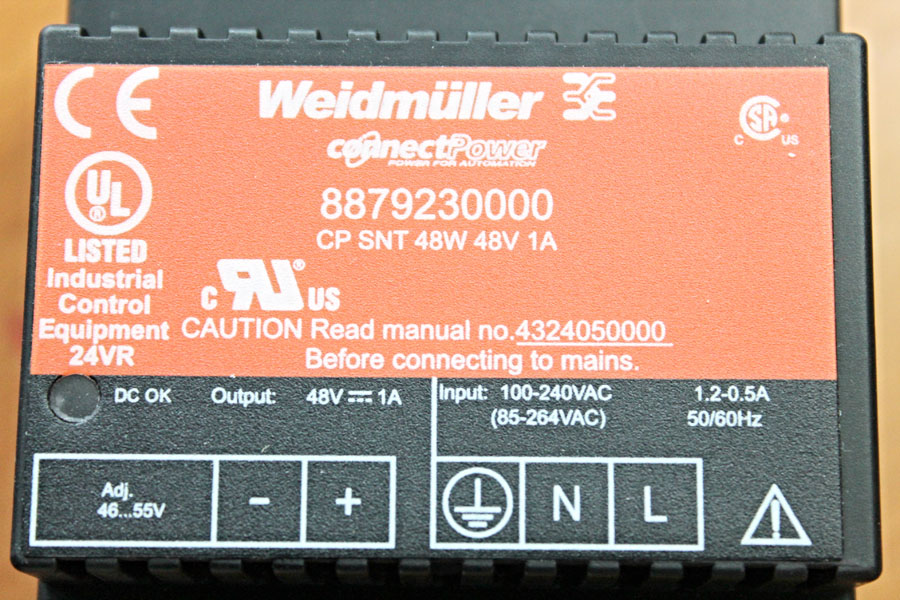 CE
Weidmüller
connectPower
POWER FOR AUTOMATION
CSA
C US
UL
LISTED
Industrial
Control
Equipment
24VR
8879230000
CP SNT 48W 48V 1A
C RU US
CAUTION Read manual no.4324050000
Before connecting to mains.
DC OK
Output: 48V 1A
Input: 100-240VAC 1.2-0.5A
(85-264VAC) 50/60Hz
Adj.
46...55V
- +
N L